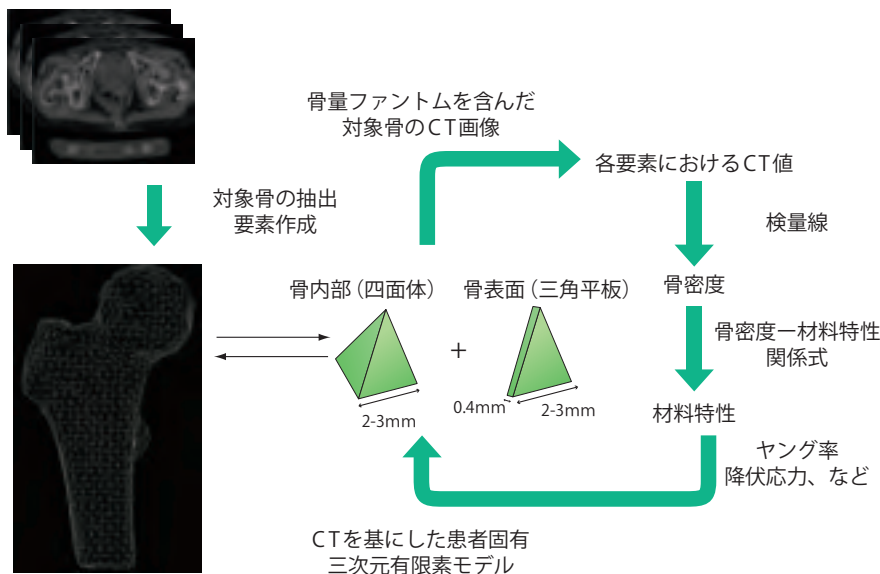 骨量ファントムを含んだ
対象骨のCT画像
各要素におけるCT値
対象骨の抽出
要素作成
検量線
骨内部（四面体）
骨表面（三角平板）
骨密度
+
骨密度ー材料特性
関係式
0.4mm
2-3mm
2-3mm
材料特性
ヤング率
降伏応力、など
CTを基にした患者固有
三次元有限素モデル